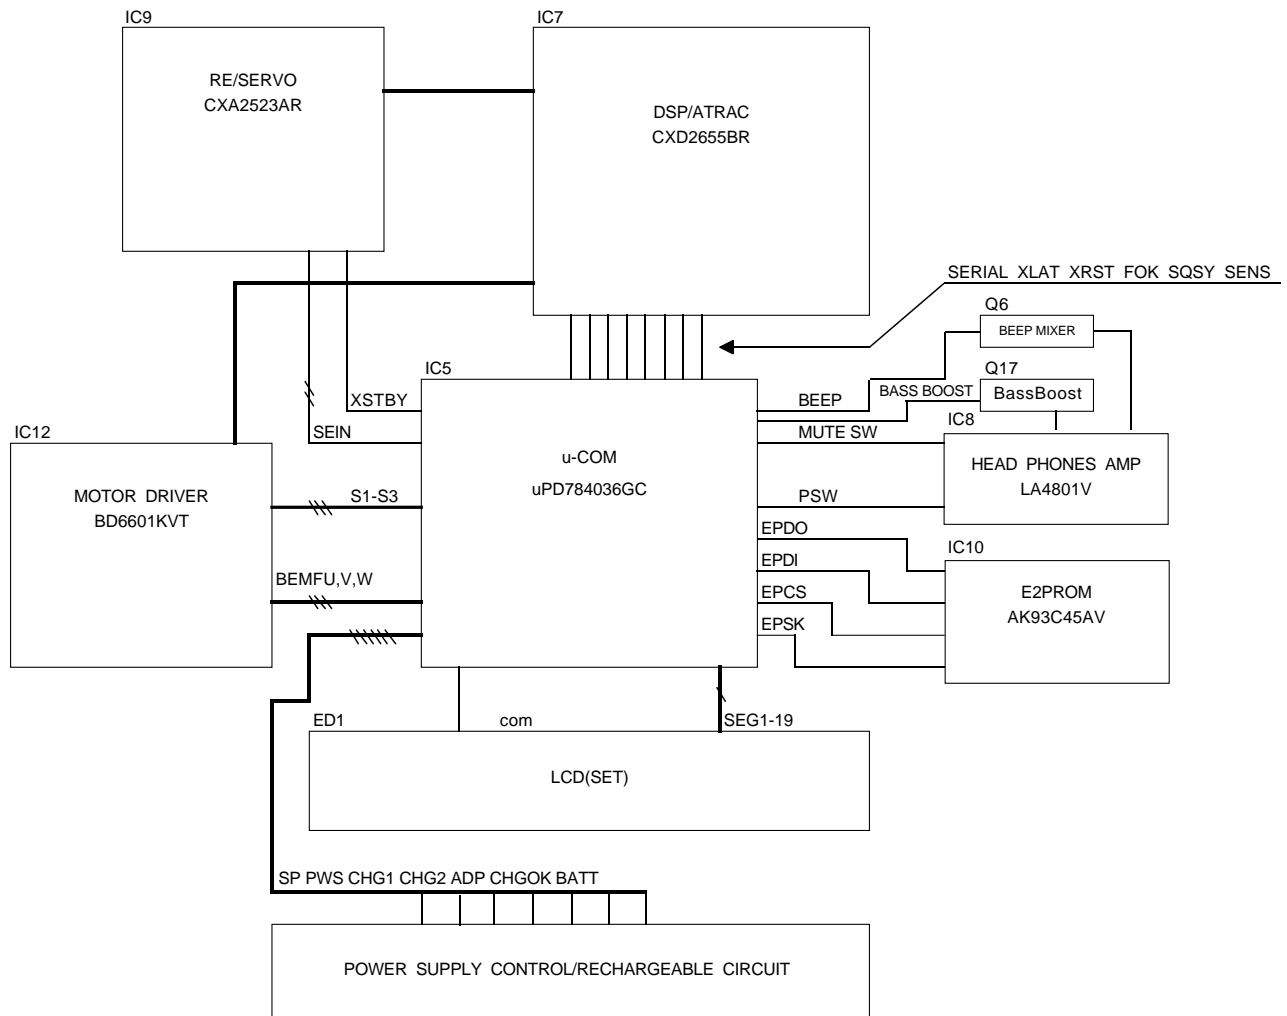 IC9
IC7
RE/SERVO
CXA2523AR
DSP/ATRAC
CXD2655BR
SERIAL XLAT XRST FOK SQSY SENS
Q6
BEEP MIXER
IC5
Q17
XSTBY
BEEP
BASS BOOST
BassBoost
IC12
SEIN
MUTE SW
IC8
u-COM
uPD784036GC
HEAD PHONES AMP
LA4801V
MOTOR DRIVER
BD6601KVT
S1-S3
PSW
EPDO
IC10
EPDI
BEMFU,V,W
EPCS
E2PROM
AK93C45AV
EPSK
ED1
com
SEG1-19
LCD(SET)
SP PWS CHG1 CHG2 ADP CHGOK BATT
POWER SUPPLY CONTROL/RECHARGEABLE CIRCUIT